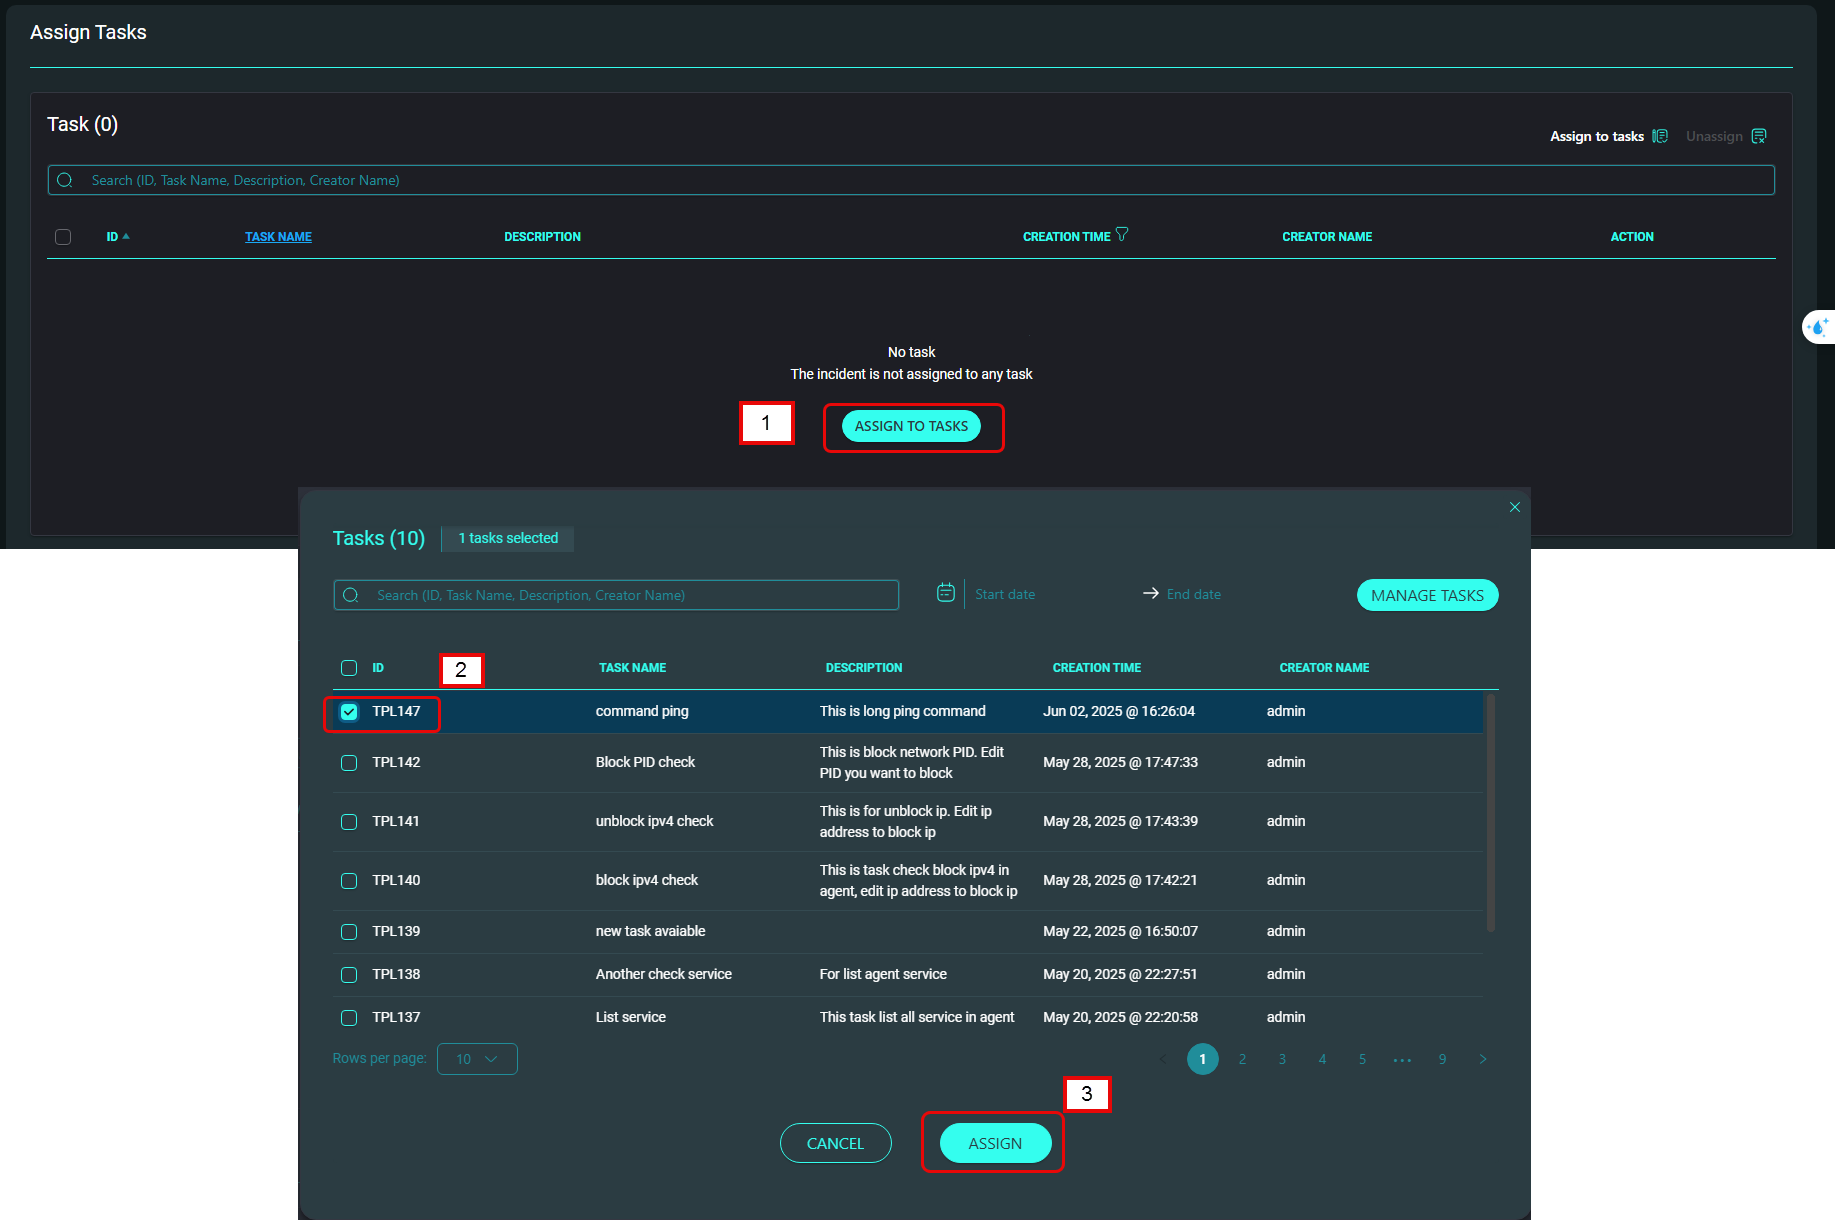 Assign Tasks
Task (0)
Assign to tasks Unassign
Search (ID, Task Name, Description, Creator Name)
ID TASK NAME DESCRIPTION CREATION TIME CREATOR NAME ACTION
No task
The incident is not assigned to any task
1 ASSIGN TO TASKS
Tasks (10) 1 tasks selected
Search (ID, Task Name, Description, Creator Name) Start date End date MANAGE TASKS
ID 2 TASK NAME DESCRIPTION CREATION TIME CREATOR NAME
TPL147 command ping This is long ping command Jun 02, 2025 @ 16:26:04 admin
TPL142 Block PID check This is block network PID. Edit May 28, 2025 @ 17:47:33 admin
PID you want to block
TPL141 unblock ipv4 check This is for unblock ip. Edit ip May 28, 2025 @ 17:43:39 admin
address to block ip
TPL140 block ipv4 check This is task check block ipv4 in May 28, 2025 @ 17:42:21 admin
agent, edit ip address to block ip
TPL139 new task avaiable May 22, 2025 @ 16:50:07 admin
TPL138 Another check service For list agent service May 20, 2025 @ 22:27:51 admin
TPL137 List service This task list all service in agent May 20, 2025 @ 22:20:58 admin
Rows per page: 10 1 2 3 4 5 ••• 9
3
CANCEL ASSIGN